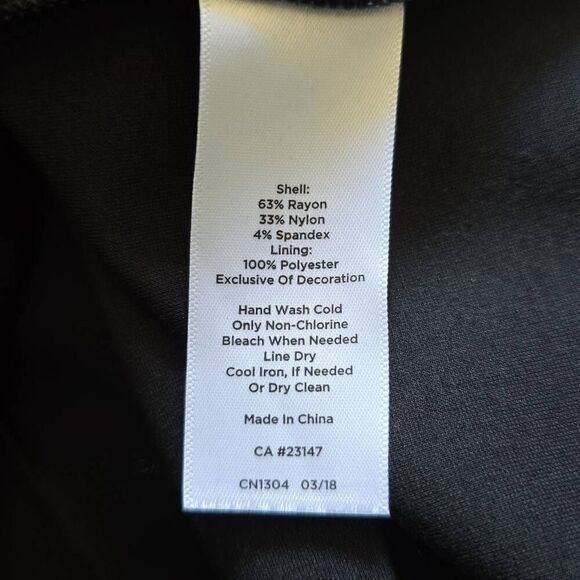 Shell:
63% Rayon
33% Nylon
4% Spandex
Lining:
100% Polyester
Exclusive Of Decoration
Hand Wash Cold
Only Non-Chlorine
Bleach When Needed
Line Dry
Cool Iron, If Needed
Or Dry Clean
Made In China
CA #23147
CN1304 03/18